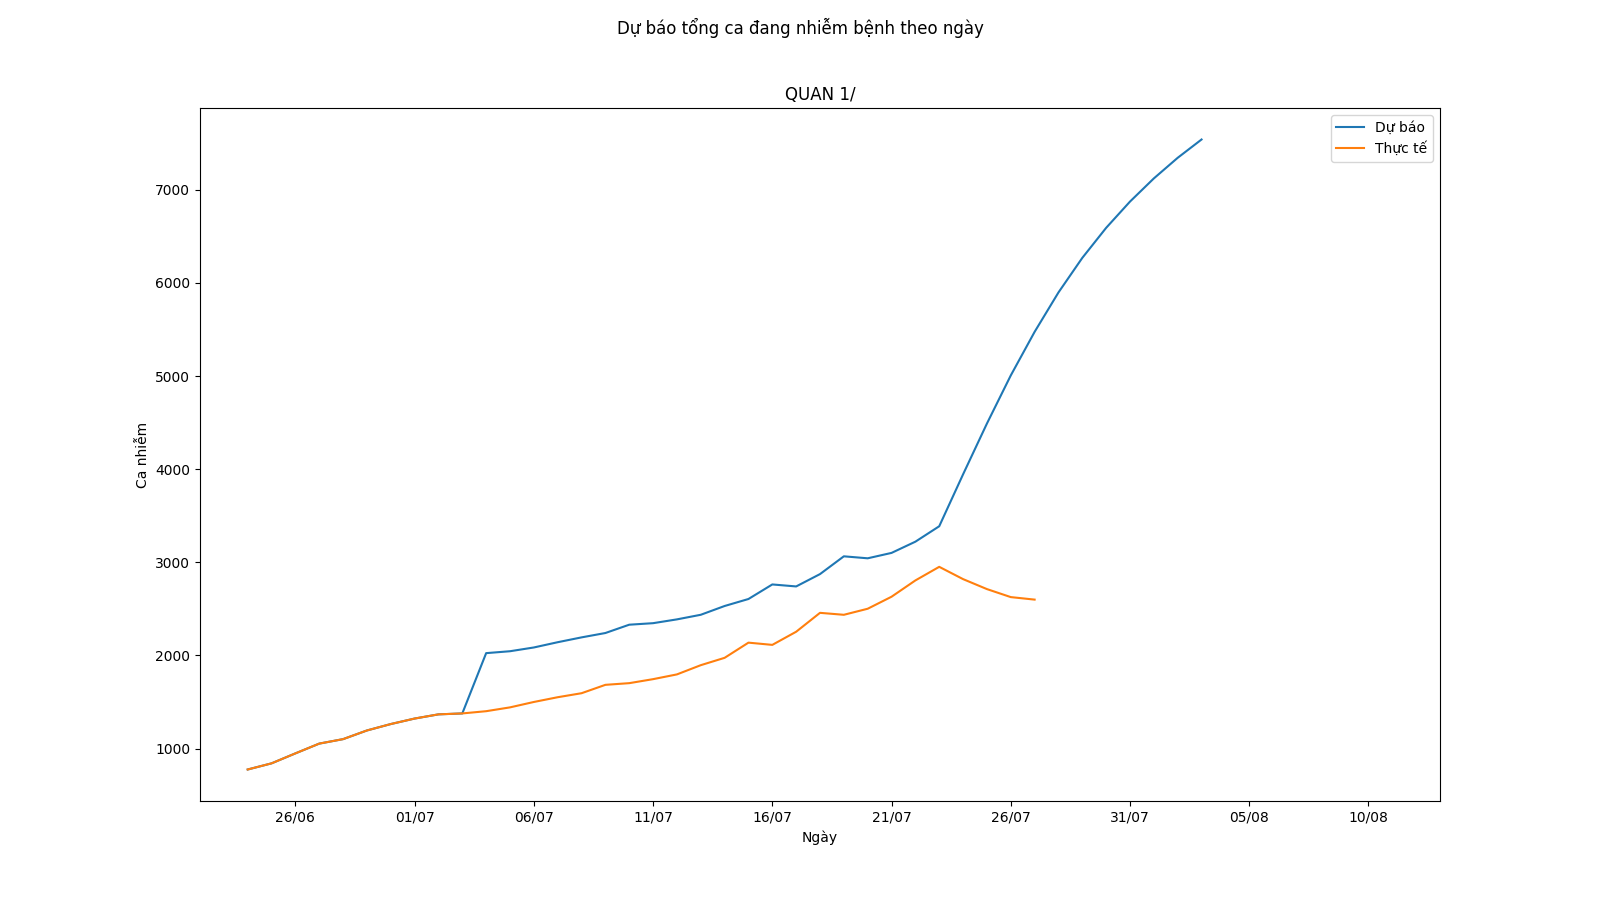 Dự báo tổng ca đang nhiễm bệnh theo ngày
QUAN 1/
Dự báo
Thực tế
7000
6000
5000
4000
3000
2000
1000
Ca nhiễm
26/06 01/07 06/07 11/07 16/07 21/07 26/07 31/07 05/08 10/08
Ngày